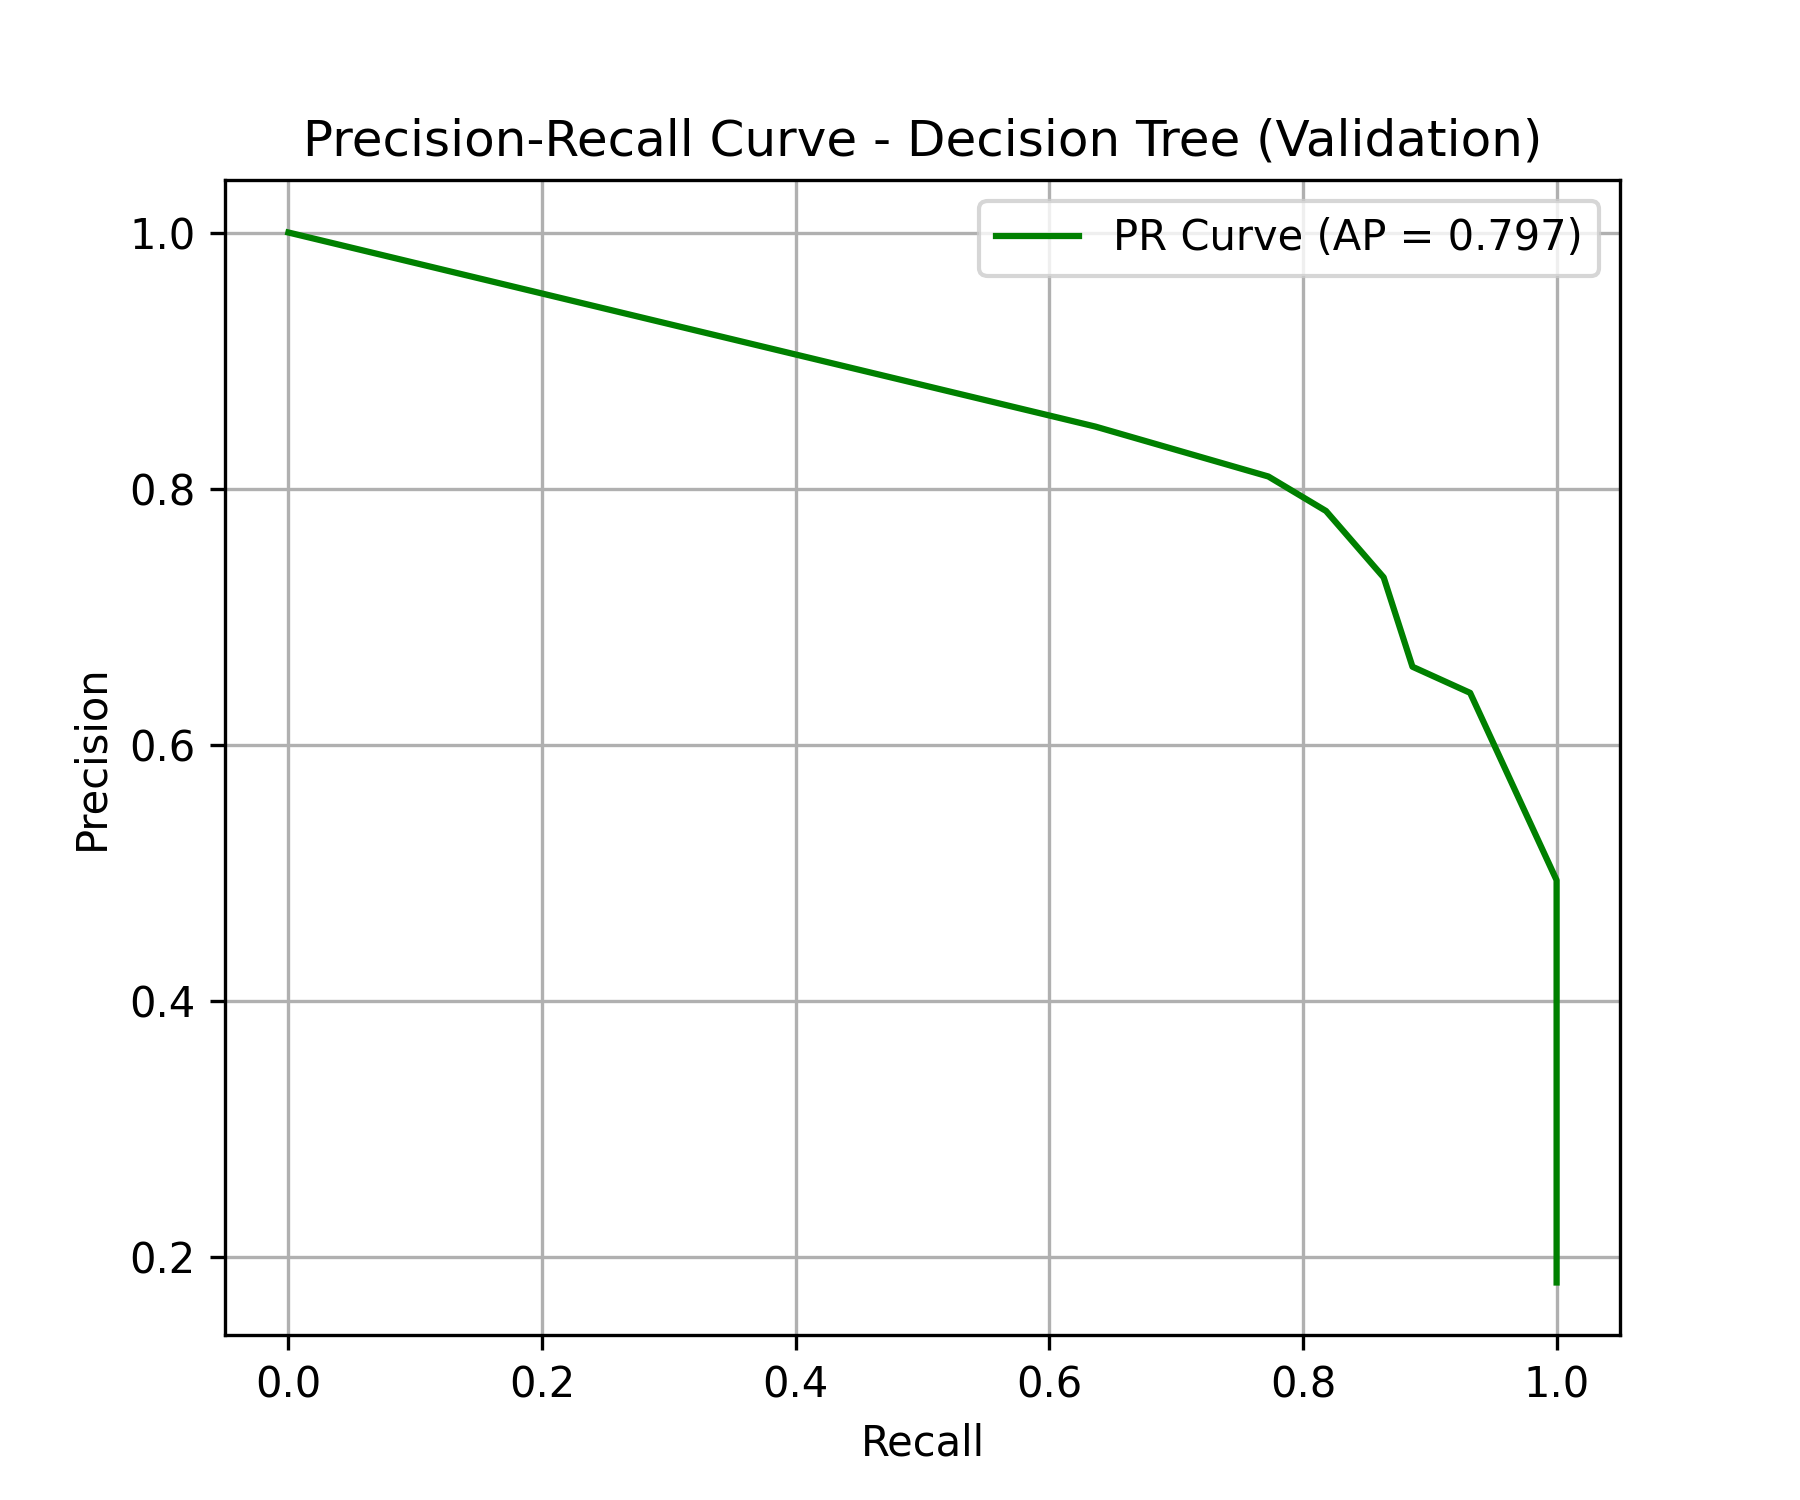 Precision-Recall Curve - Decision Tree (Validation)
PR Curve (AP = 0.797)
1.0
0.8
0.6
0.4
0.2
Precision
0.0 0.2 0.4 0.6 0.8 1.0
Recall